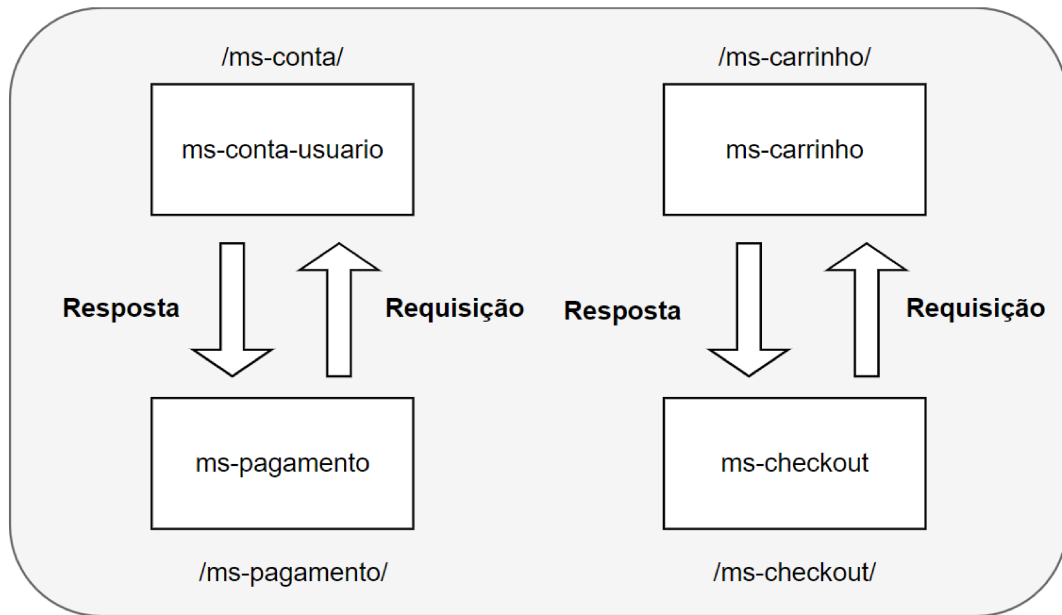 /ms-conta/
ms-conta-usuario
Resposta
Requisição
ms-pagamento
/ms-pagamento/
/ms-carrinho/
ms-carrinho
Resposta
Requisição
ms-checkout
/ms-checkout/